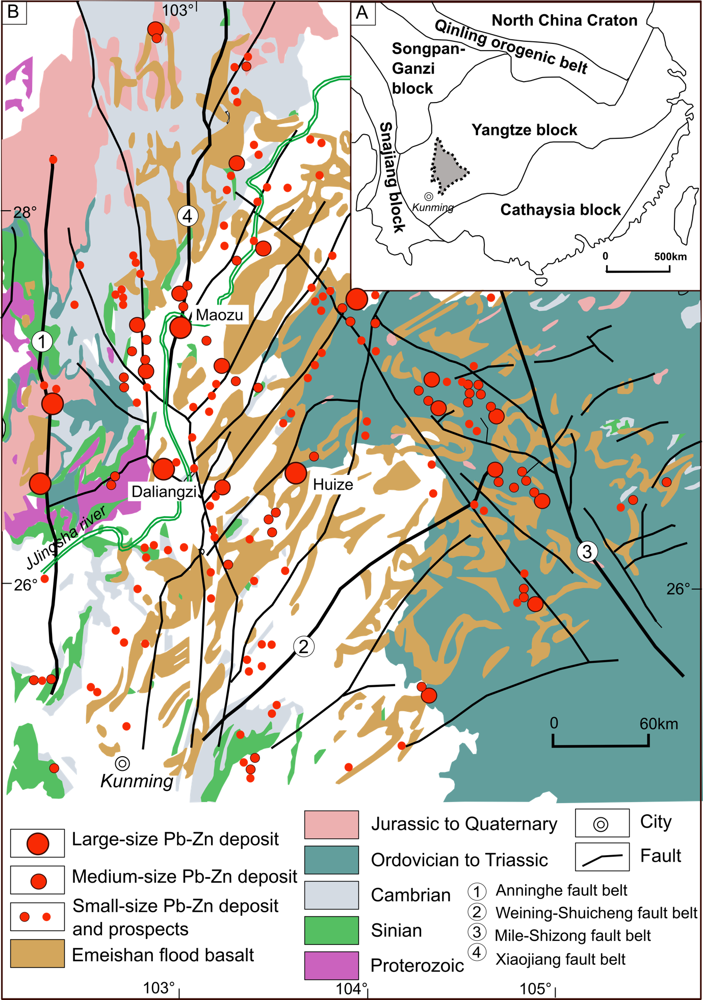 B
103°
A
North China Craton
Qinling orogenic belt
Songpan-
Ganzi
block
Yangtze block
Snajiang block
Kunming
Cathaysia block
0 500km
28°
4
Maozu
1
Huize
Daliangzi
JJingsha river
3
26°
26°
2
0 60km
Kunming
Large-size Pb-Zn deposit
Medium-size Pb-Zn deposit
Small-size Pb-Zn deposit
and prospects
Emeishan flood basalt
Jurassic to Quaternary
Ordovician to Triassic
Cambrian
Sinian
Proterozoic
City
Fault
1 Anninghe fault belt
2 Weining-Shuicheng fault belt
3 Mile-Shizong fault belt
4 Xiaojiang fault belt
103° 104° 105°